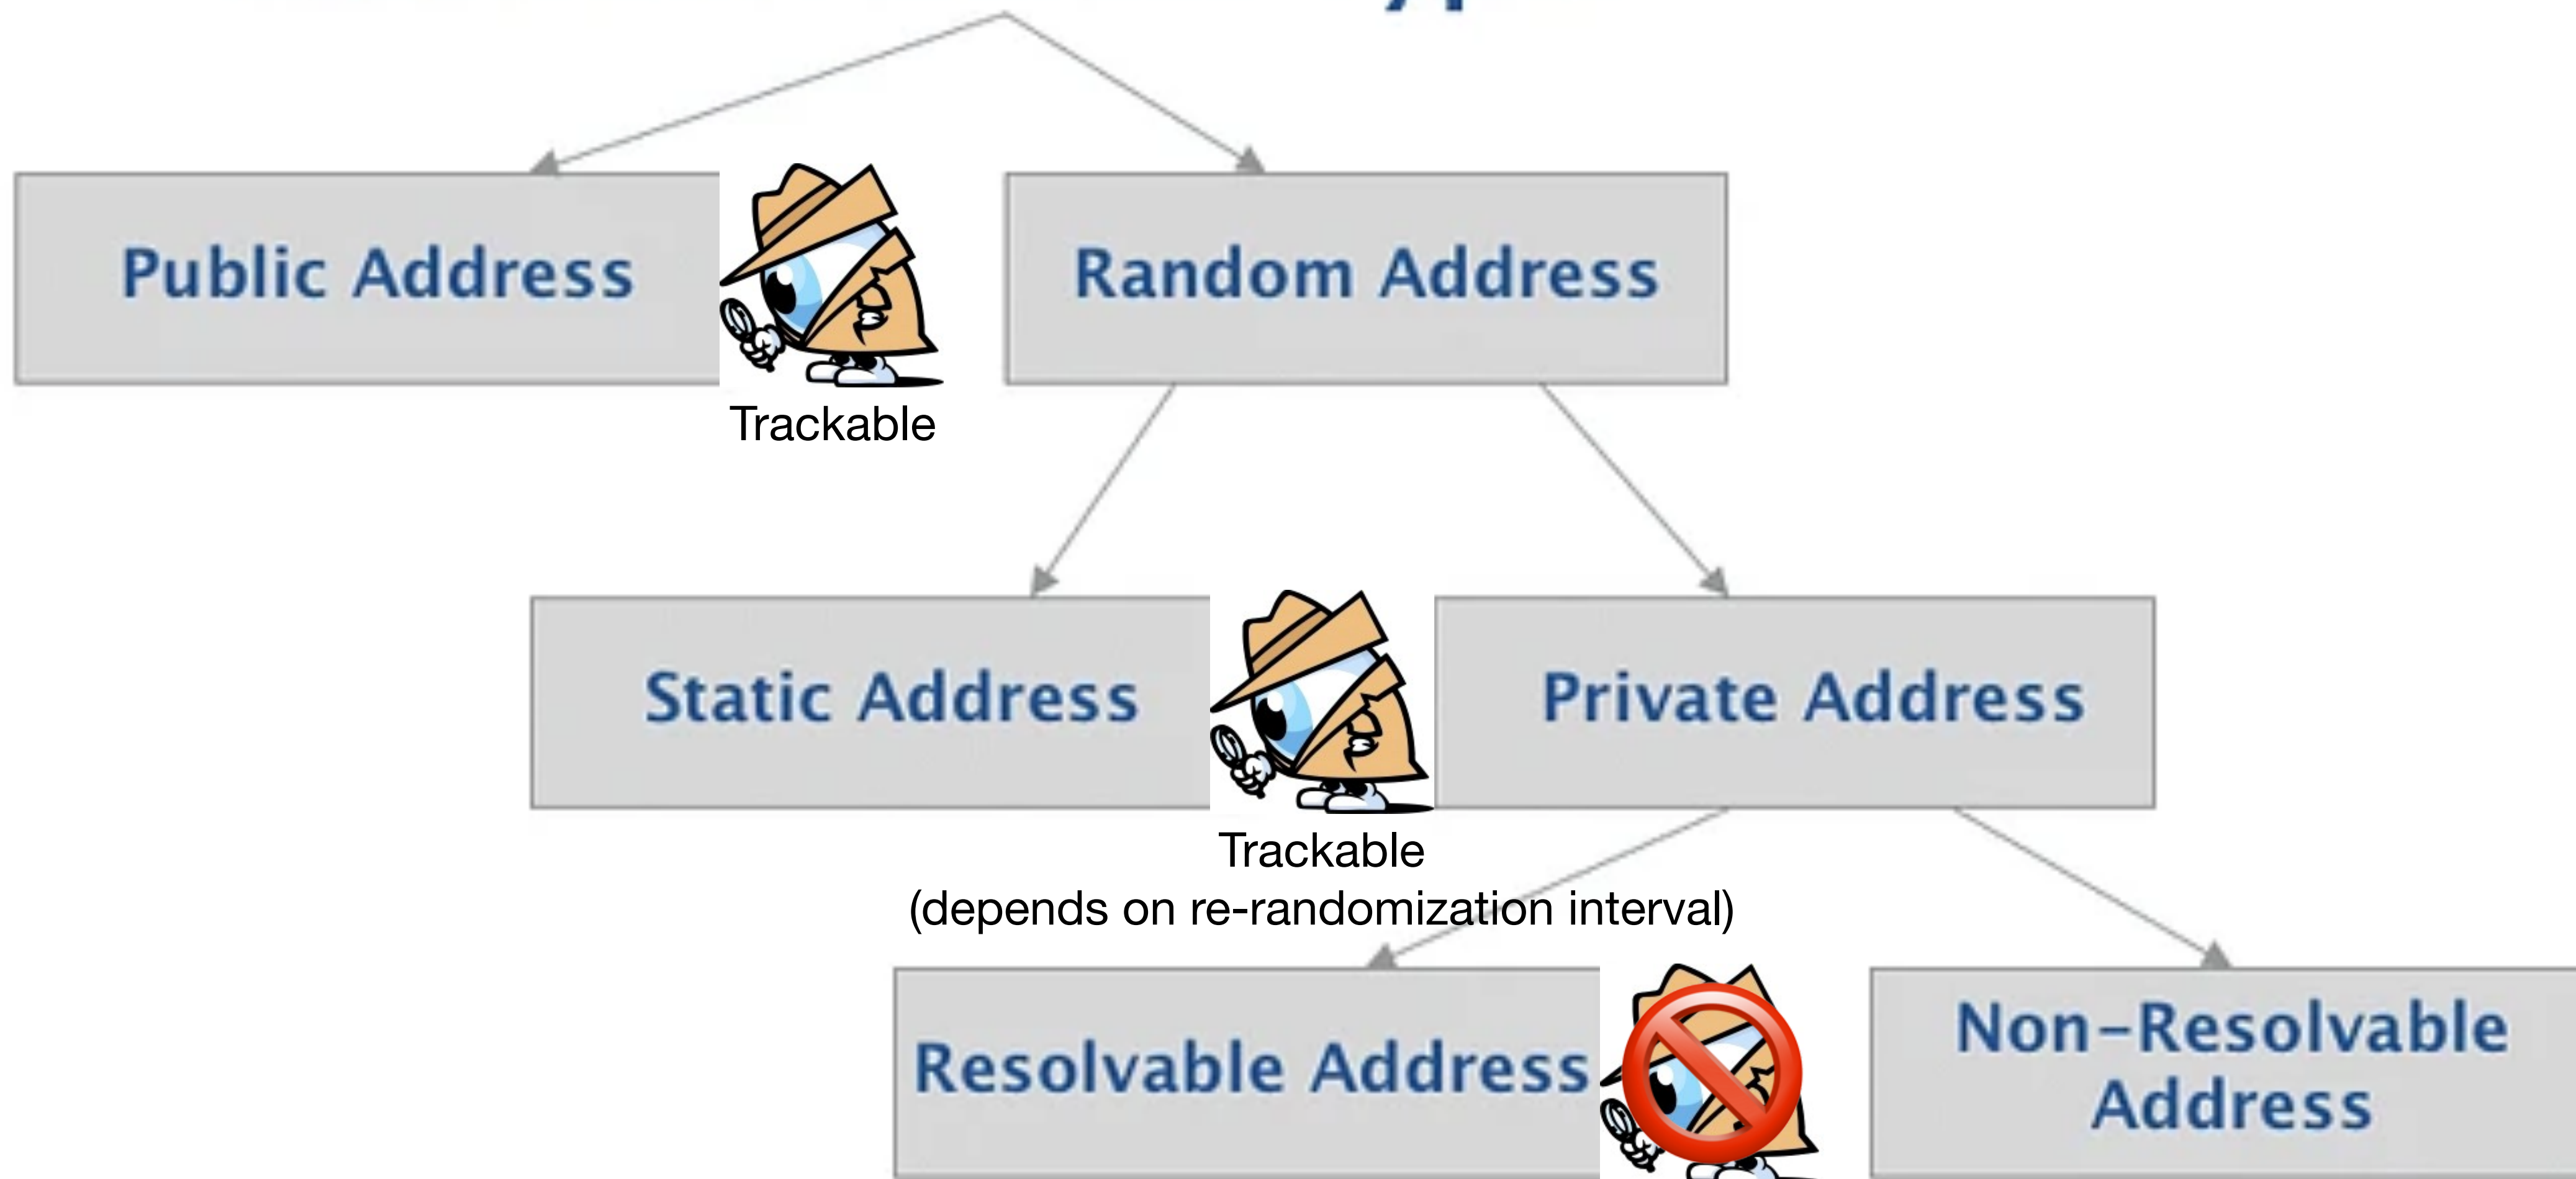 Public Address
Random Address
Trackable
Static Address
Private Address
Trackable
(depends on re-randomization interval)
Resolvable Address
Non-Resolvable
Address